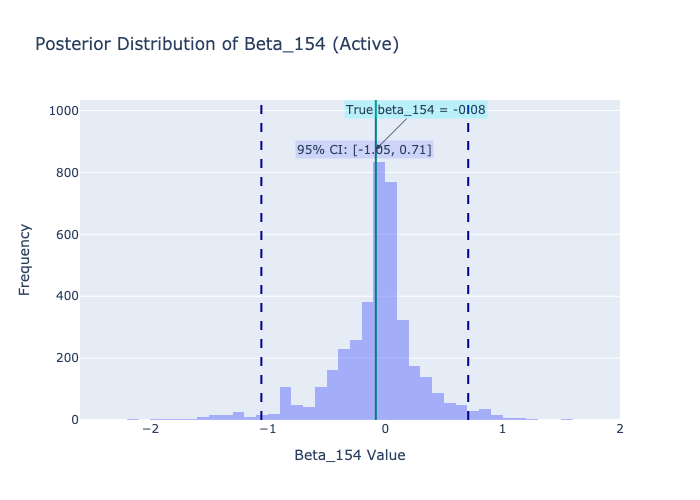 Posterior Distribution of Beta_154 (Active)
True beta_154 = -0.08
95% CI: [-1.05, 0.71]
1000
800
600
400
200
0
Frequency
−2
−1
0
1
2
Beta_154 Value